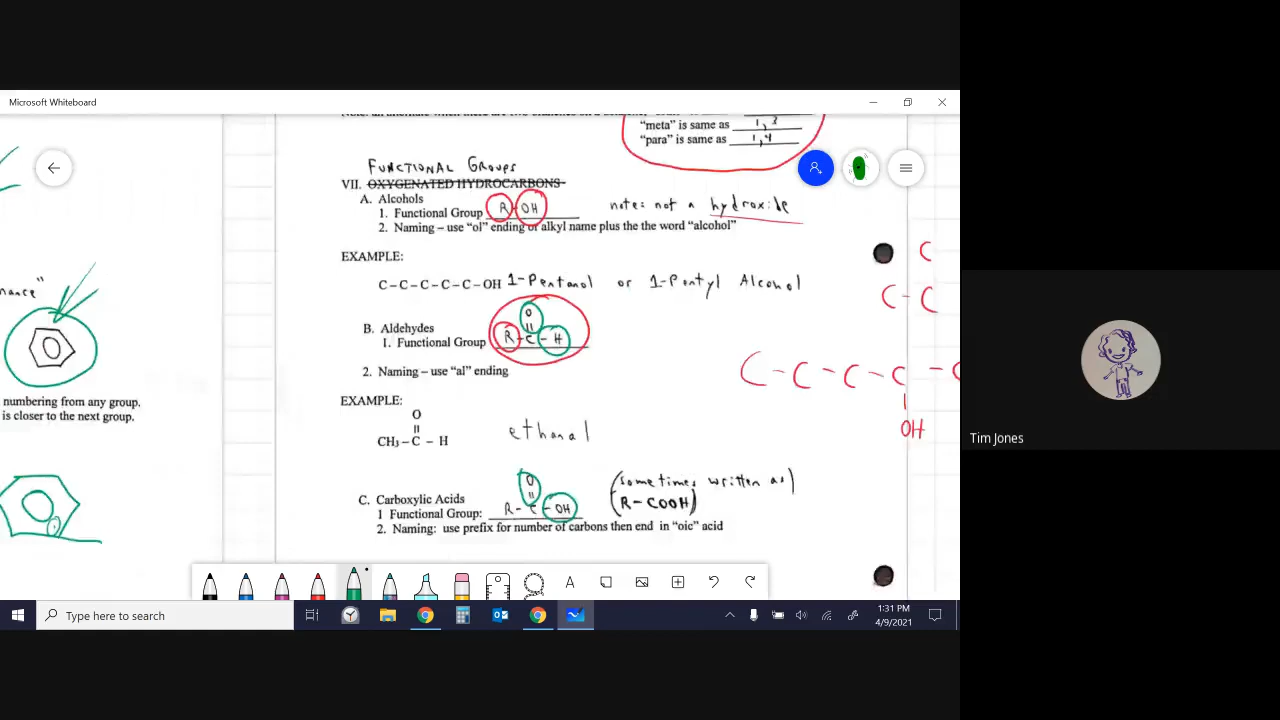 Microsoft Whiteboard
"meta" is same as 1,3
"para" is same as 1,4
FUNCTIONAL GROUPS
VII. OXYGENATED HYDROCARBONS
A. Alcohols
1. Functional Group R-OH note: not a hydroxide
2. Naming – use "ol" ending or alkyl name plus the the word "alcohol"
EXAMPLE:
C-C-C-C-C-OH 1-Pentanol or 1-Pentyl Alcohol
C
C-C
nance"
O
B. Aldehydes
1. Functional Group R-C-H
2. Naming – use "al" ending
C-C-C-C-C
OH
numbering from any group.
is closer to the next group.
EXAMPLE:
O
CH₃-C-H ethanal
Tim Jones
O
C. Carboxylic Acids (sometimes written as)
1 Functional Group: R-C-OH (R-COOH)
2. Naming: use prefix for number of carbons then end in "oic" acid
Type here to search
1:31 PM
4/9/2021